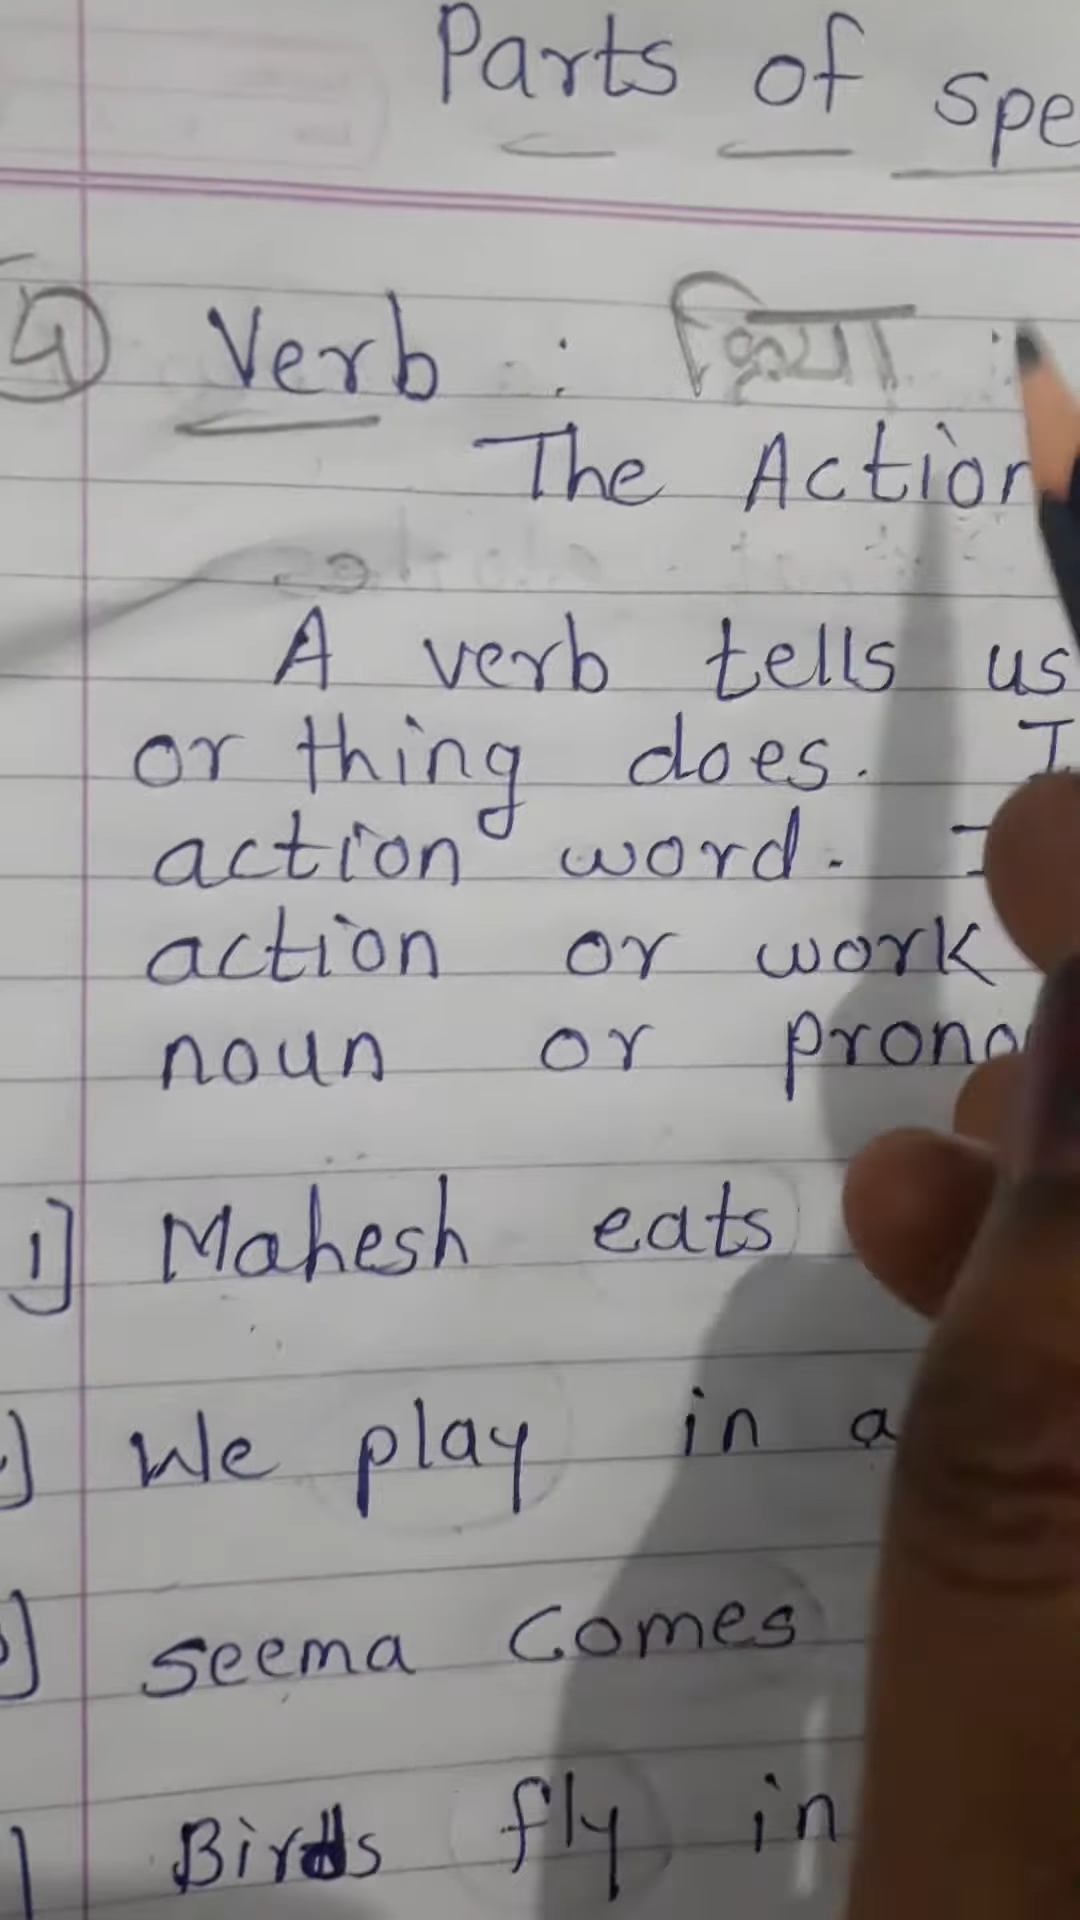 Parts of spe
4 Verb : क्रिया :
The Action
A verb tells us
or thing does. I
action word. I
action or work
noun or prono
1] Mahesh eats
] We play in a
] seema comes
] Birds fly in